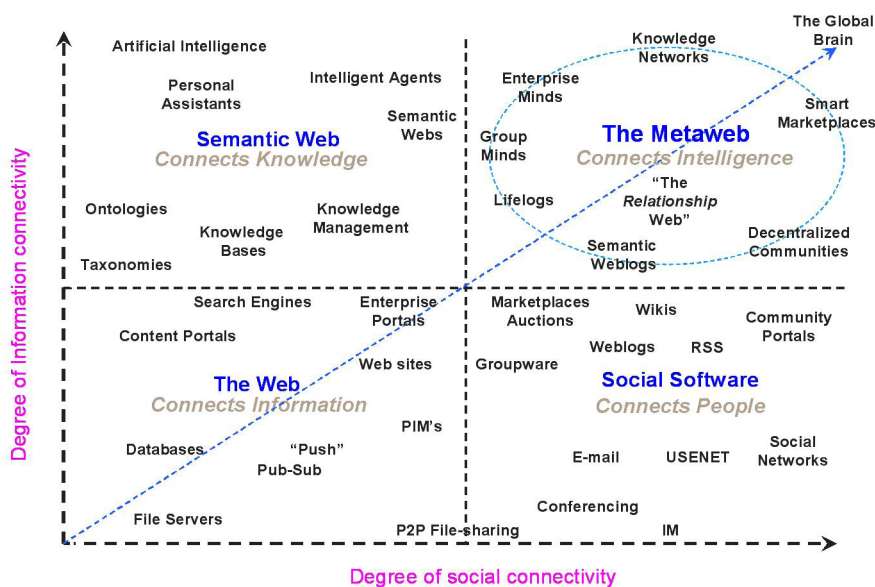 The Global
Brain
Artificial Intelligence
Knowledge
Networks
Personal
Assistants
Intelligent Agents
Enterprise
Minds
Semantic
Webs
Smart
Marketplaces
Semantic Web
Connects Knowledge
Group
Minds
The Metaweb
Connects Intelligence
Ontologies
Knowledge
Bases
Knowledge
Management
Taxonomies
Lifelogs
“The
Relationship
Web”
Semantic
Weblogs
Decentralized
Communities
Degree of Information connectivity
Search Engines
Enterprise
Portals
Content Portals
Web sites
The Web
Connects Information
PIM's
Databases
“Push”
Pub-Sub
File Servers
P2P File-sharing
Marketplaces
Auctions
Wikis
Community
Portals
Weblogs
RSS
Groupware
Social Software
Connects People
E-mail
USENET
Social
Networks
Conferencing
IM
Degree of social connectivity